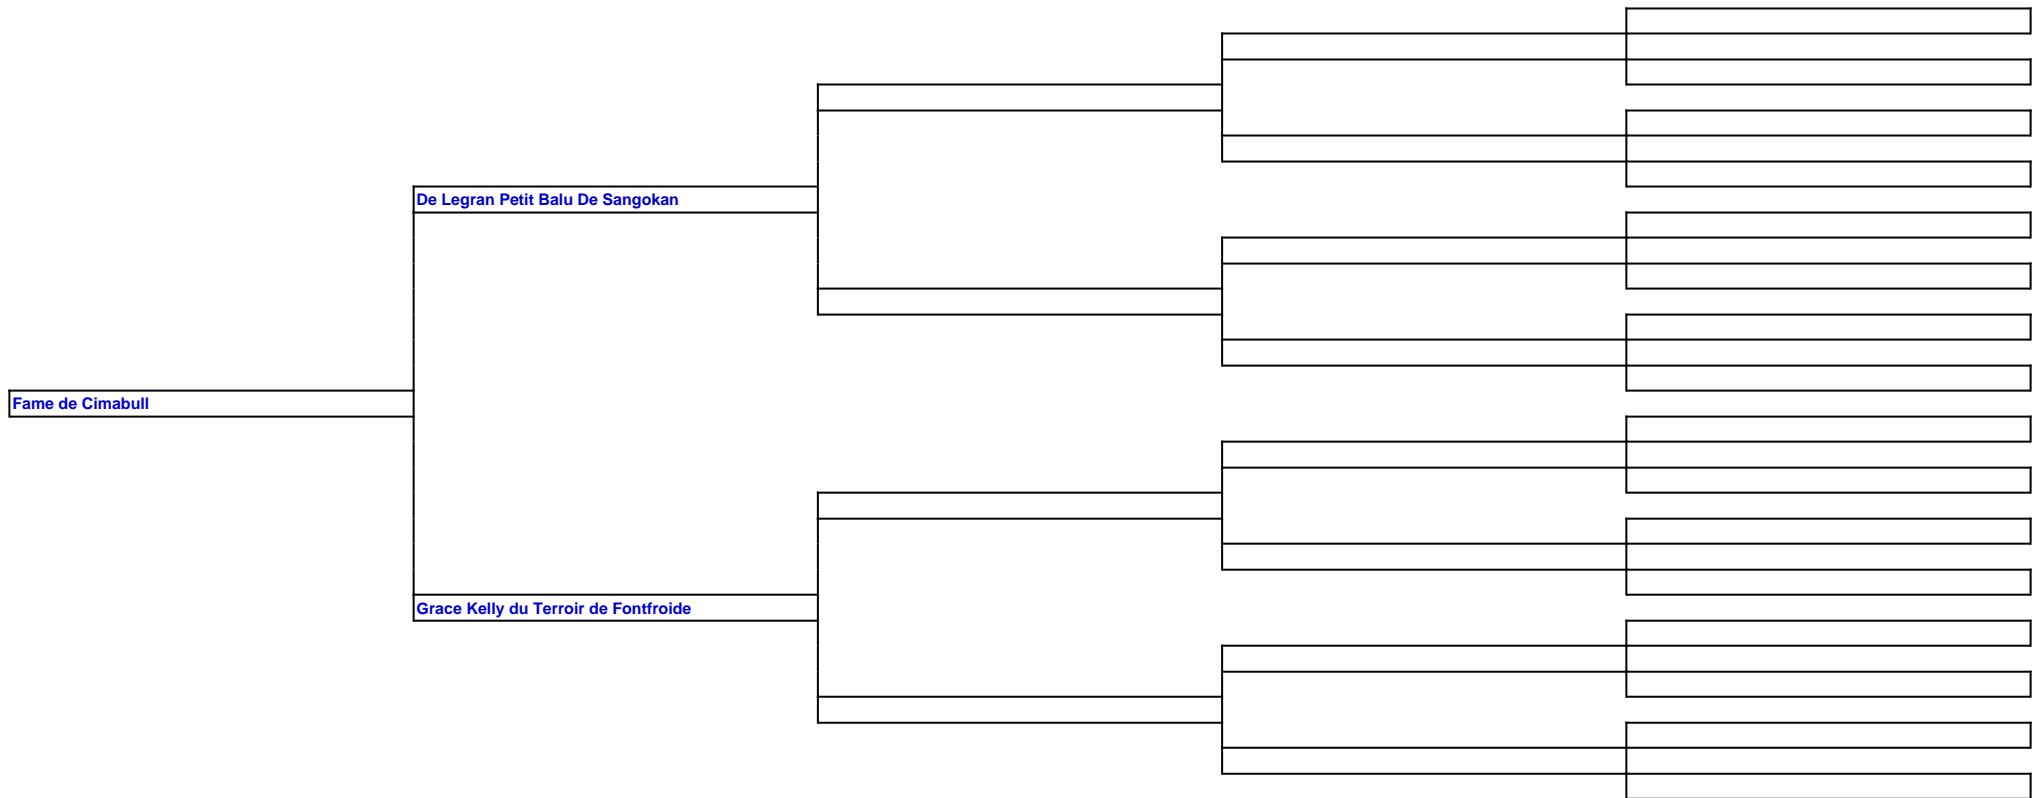 De Legran Petit Balu De Sangokan
Fame de Cimabull
Grace Kelly du Terroir de Fontfroide